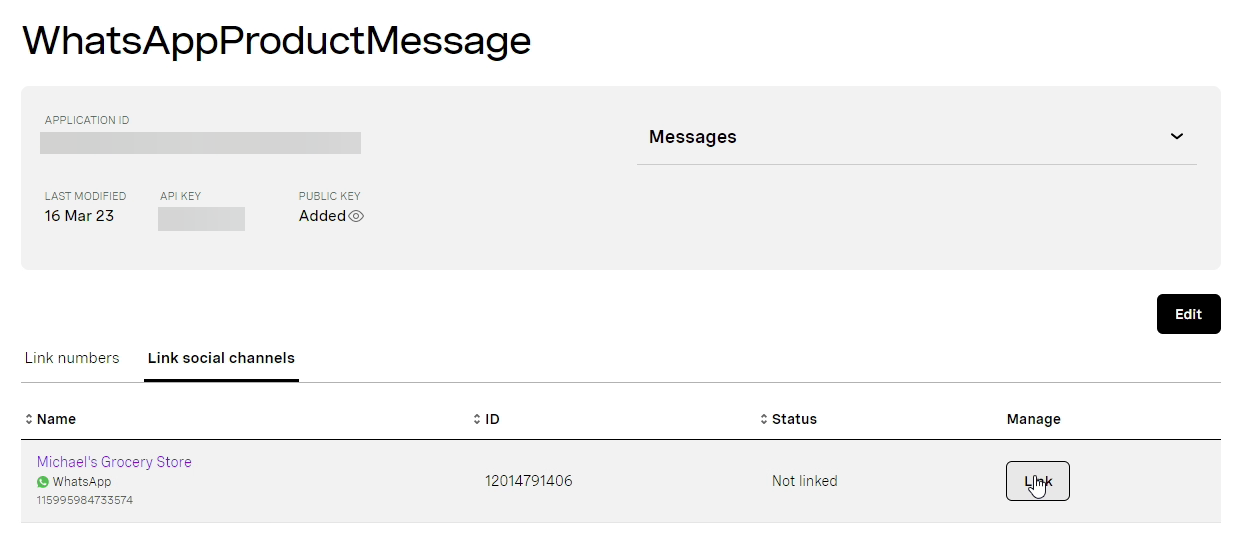 WhatsAppProductMessage
APPLICATION ID
Messages
LAST MODIFIED API KEY PUBLIC KEY
16 Mar 23 Added
Edit
Link numbers Link social channels
Name ID Status Manage
Michael's Grocery Store
WhatsApp
115995984733574
12014791406 Not linked Link